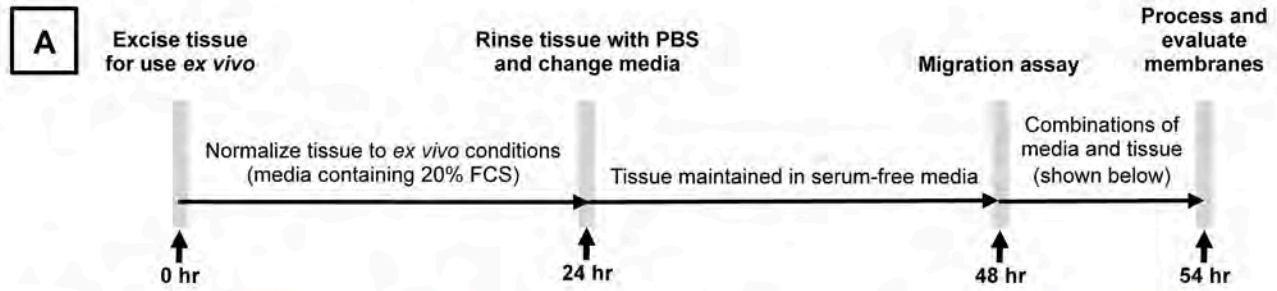 A
Excise tissue
for use ex vivo
Rinse tissue with PBS
and change media
Migration assay
Process and
evaluate
membranes
Normalize tissue to ex vivo conditions
(media containing 20% FCS)
Tissue maintained in serum-free media
Combinations of
media and tissue
(shown below)
0 hr
24 hr
48 hr
54 hr